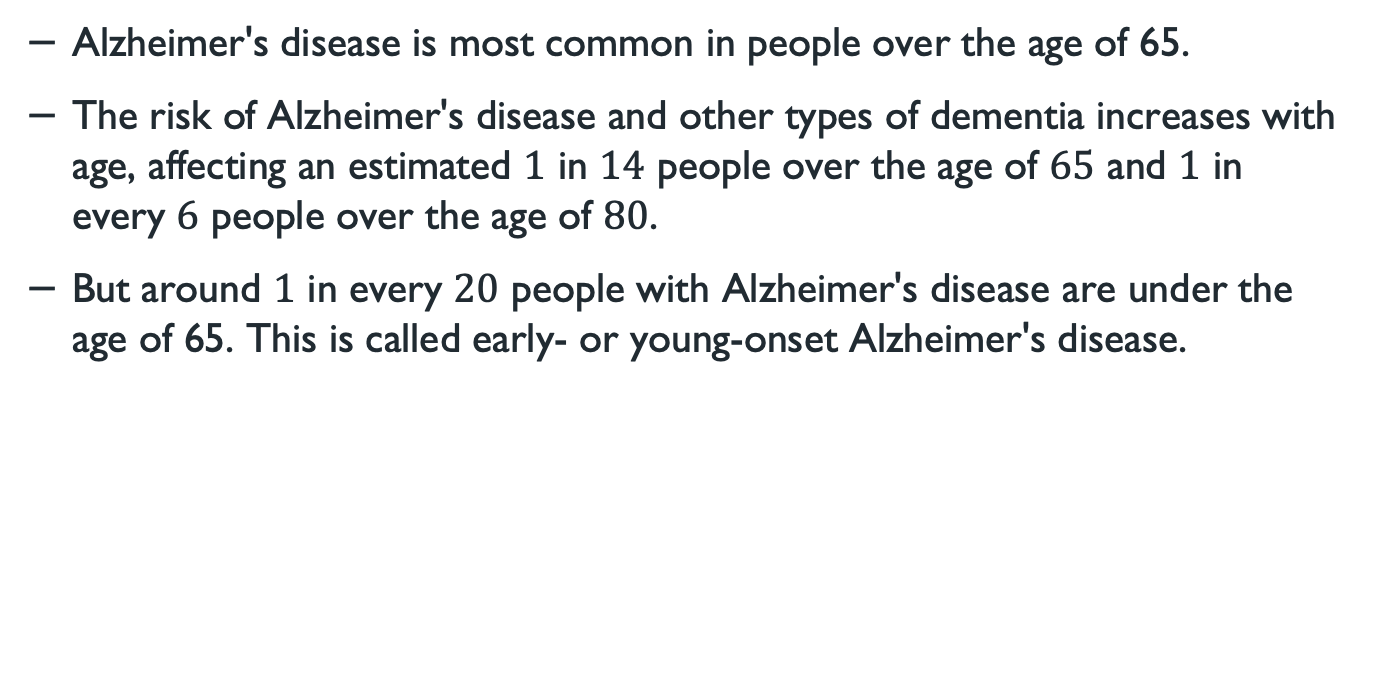 – Alzheimer's disease is most common in people over the age of 65.
– The risk of Alzheimer's disease and other types of dementia increases with
age, affecting an estimated 1 in 14 people over the age of 65 and 1 in
every 6 people over the age of 80.
– But around 1 in every 20 people with Alzheimer's disease are under the
age of 65. This is called early- or young-onset Alzheimer's disease.